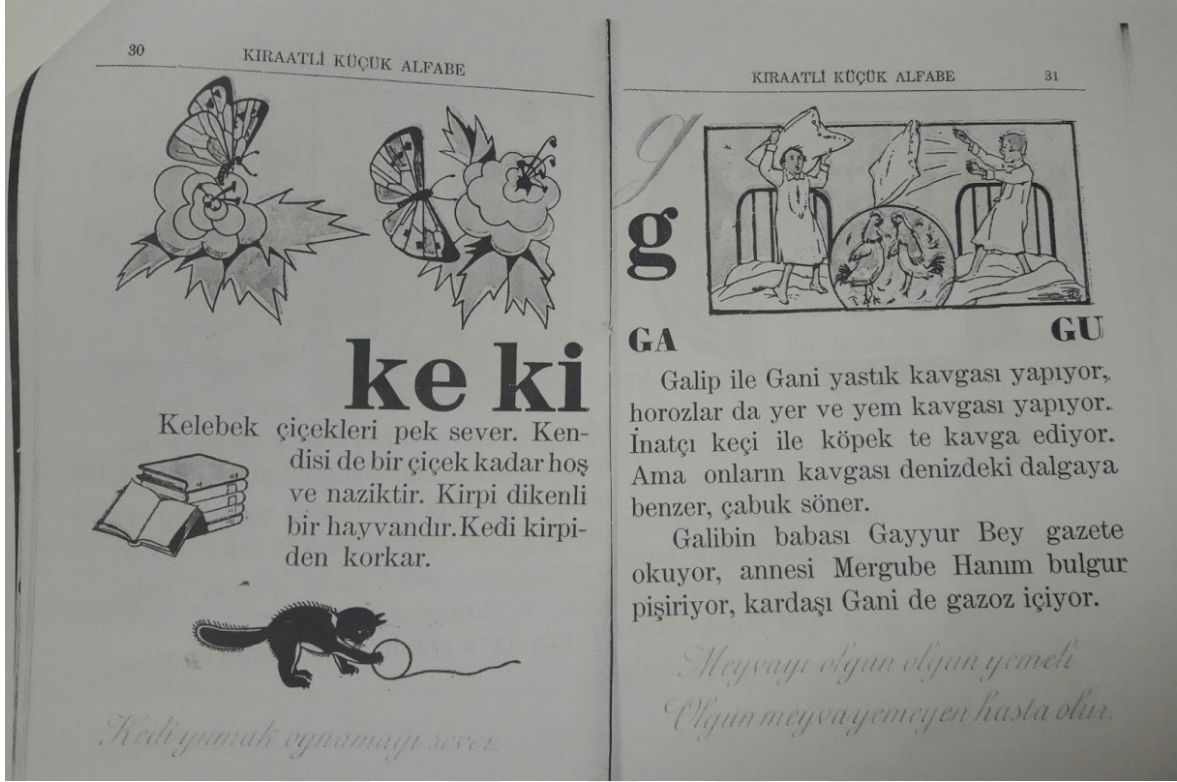 30
KIRAATLİ KÜÇÜK ALFABE
ke ki
Kelebek çiçekleri pek sever. Ken-
disi de bir çiçek kadar hoş
ve naziktir. Kirpi dikenli
bir hayvandır. Kedi kirpi-
den korkar.
Kedi yumak oynamayı sever.
KIRAATLİ KÜÇÜK ALFABE 31
g
g
GA GU
Galip ile Gani yastık kavgası yapıyor,
horozlar da yer ve yem kavgası yapıyor.
İnatçı keçi ile köpek te kavga ediyor.
Ama onların kavgası denizdeki dalgaya
benzer, çabuk söner.
Galibin babası Gayyur Bey gazete
okuyor, annesi Mergube Hanım bulgur
pişiriyor, kardaşı Gani de gazoz içiyor.
Meyvayı olgun olgun yemeli
Olgun meyva yemeyen hasta olur.